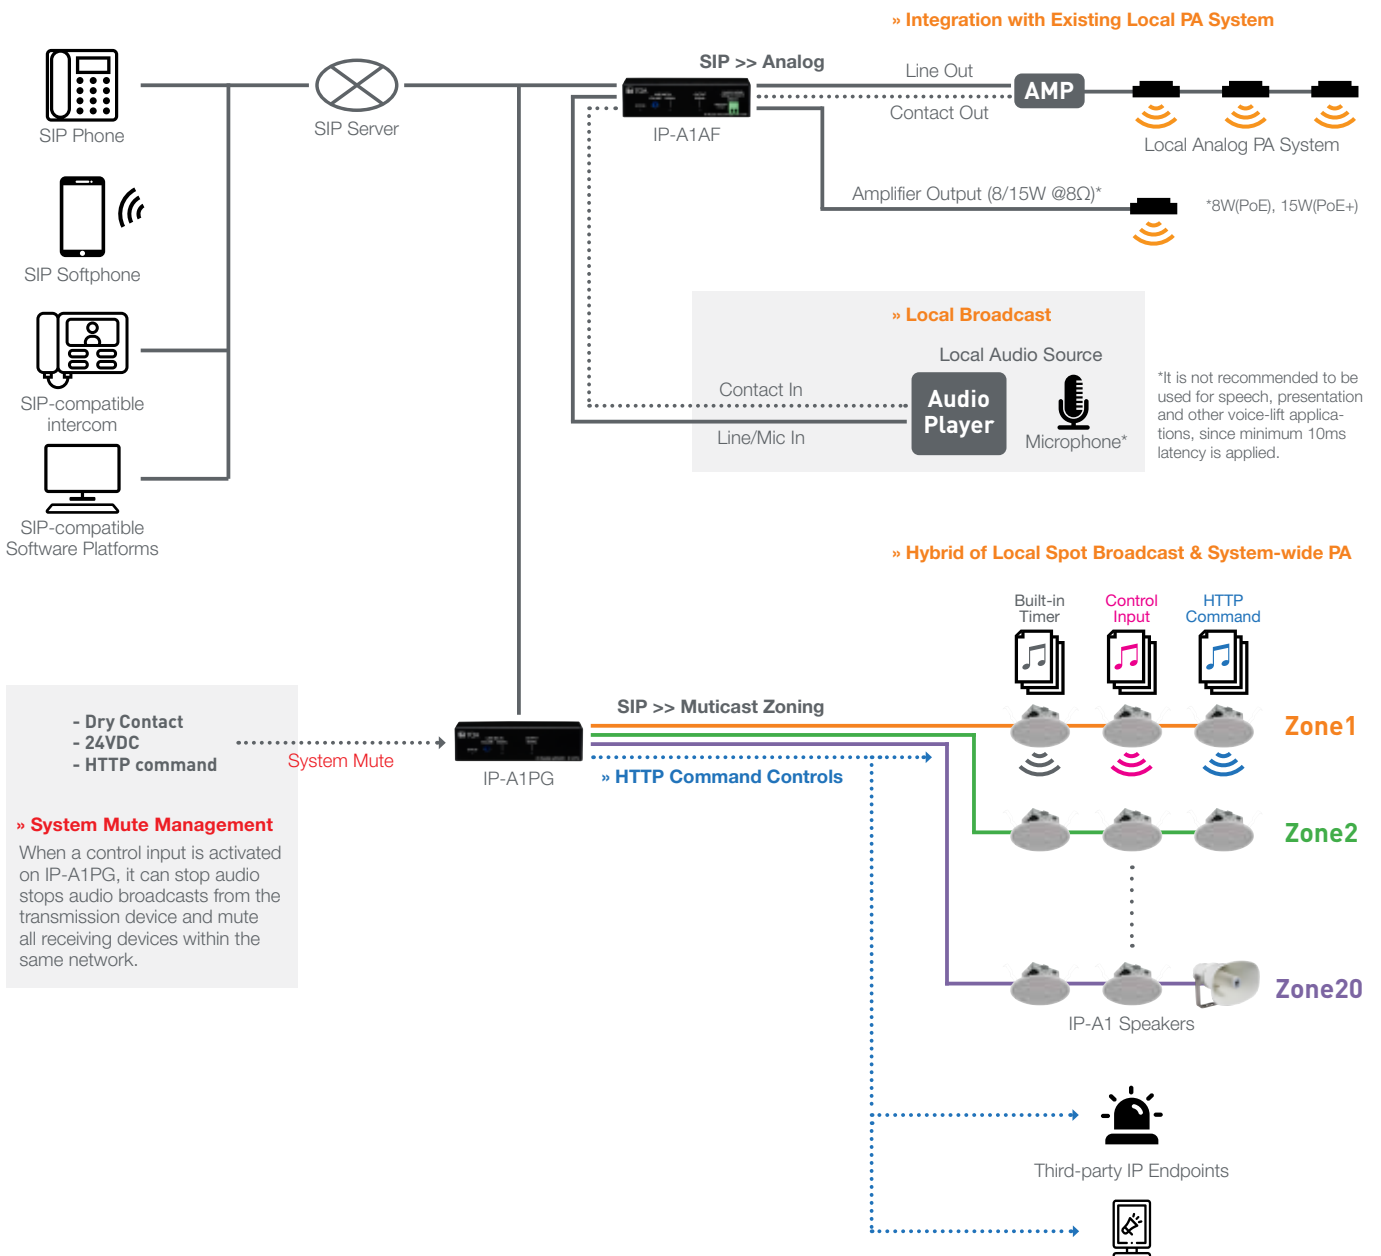 » Integration with Existing Local PA System
SIP >> Analog
Line Out
AMP
Contact Out
SIP Phone
SIP Server
IP-A1AF
Local Analog PA System
Amplifier Output (8/15W @8Ω)*
*8W(PoE), 15W(PoE+)
SIP Softphone
» Local Broadcast
Local Audio Source
Contact In
Audio
Player
Line/Mic In
Microphone*
*It is not recommended to be
used for speech, presentation
and other voice-lift applica-
tions, since minimum 10ms
latency is applied.
SIP-compatible
intercom
SIP-compatible
Software Platforms
» Hybrid of Local Spot Broadcast & System-wide PA
Built-in
Timer
Control
Input
HTTP
Command
- Dry Contact
- 24VDC
- HTTP command
System Mute
IP-A1PG
SIP >> Muticast Zoning
» HTTP Command Controls
Zone1
Zone2
Zone20
» System Mute Management
When a control input is activated
on IP-A1PG, it can stop audio
stops audio broadcasts from the
transmission device and mute
all receiving devices within the
same network.
IP-A1 Speakers
Third-party IP Endpoints